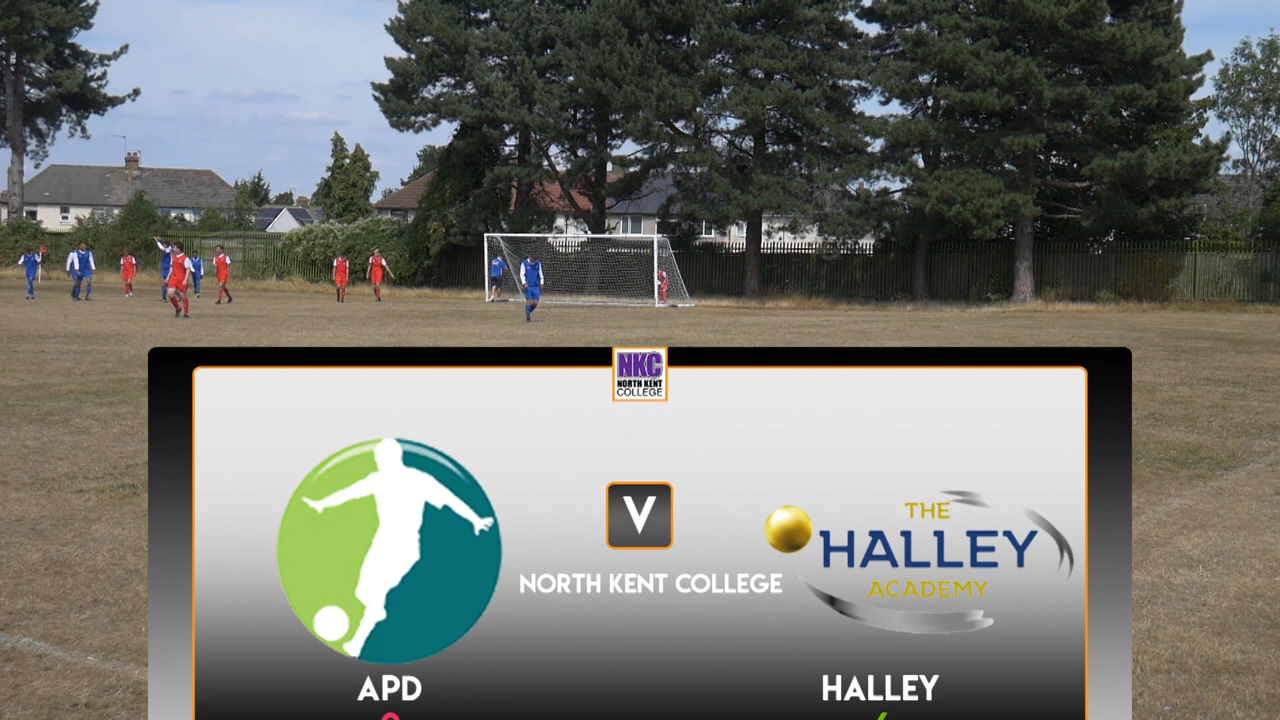 NKC
NORTH KENT
COLLEGE
V
NORTH KENT COLLEGE
THE
HALLEY
ACADEMY
APD
HALLEY